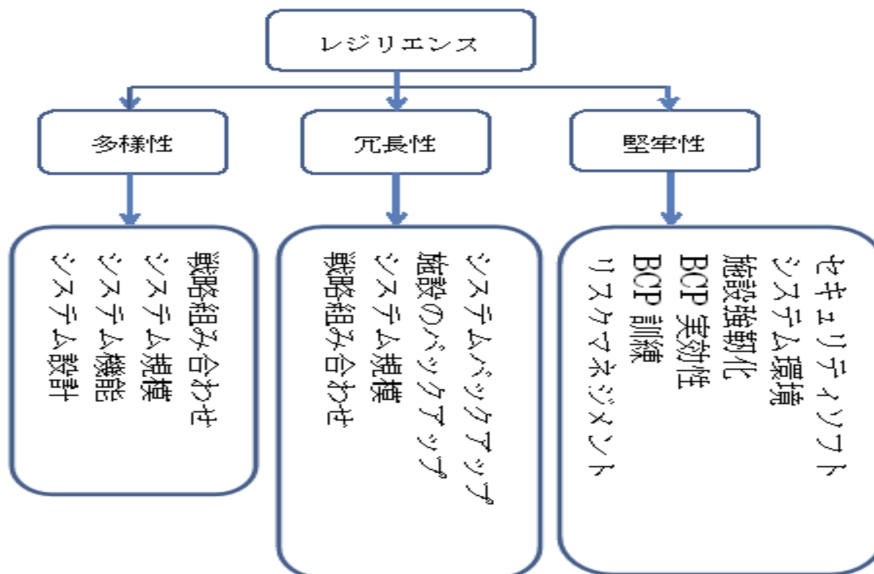 レジリエンス
多様性
冗長性
堅牢性
戦略組み合わせ
システム規模
システム機能
システム設計
システムバックアップ
施設のバックアップ
システム規模
戦略組み合わせ
セキュリティソフト
システム環境
施設強靭化
BCP 実効性
BCP 訓練
リスクマネジメント